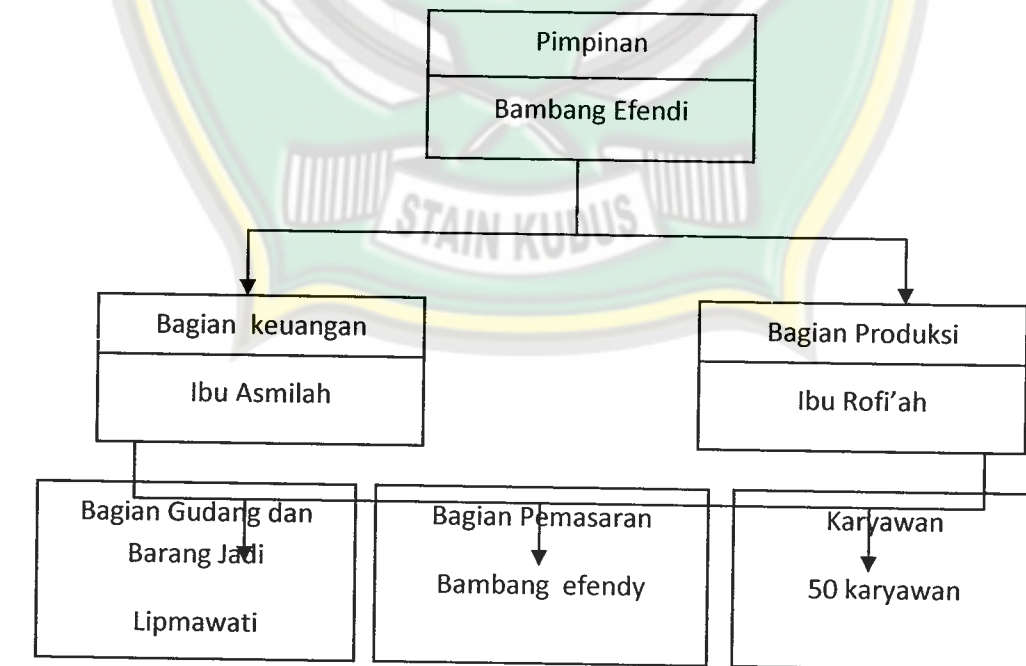 Pimpinan
Bambang Efendi
STAIN KUDUS
Bagian keuangan
Ibu Asmilah
Bagian Produksi
Ibu Rofi'ah
Bagian Gudang dan
Barang Jadi
Lipmawati
Bagian Pemasaran
Bambang efendy
Karyawan
50 karyawan